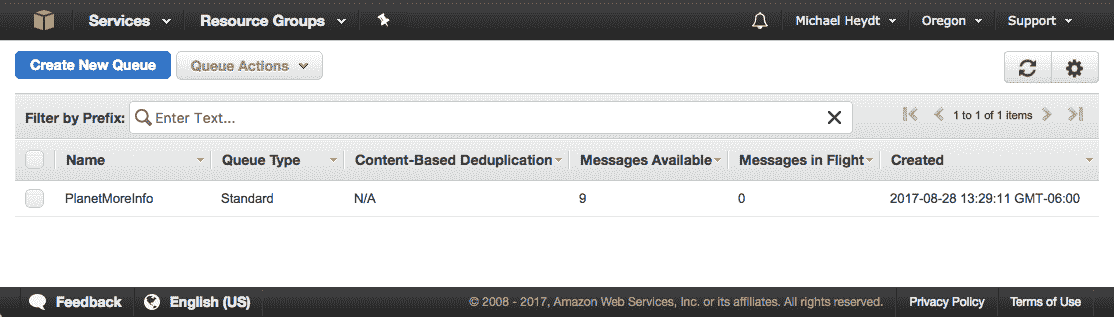 Services Resource Groups Michael Heydt Oregon Support
Create New Queue Queue Actions
Filter by Prefix: Enter Text... 1 to 1 of 1 items
Name Queue Type Content-Based Deduplication Messages Available Messages in Flight Created
PlanetMoreInfo Standard N/A 9 0 2017-08-28 13:29:11 GMT-06:00
Feedback English (US) © 2008 - 2017, Amazon Web Services, Inc. or its affiliates. All rights reserved. Privacy Policy Terms of Use